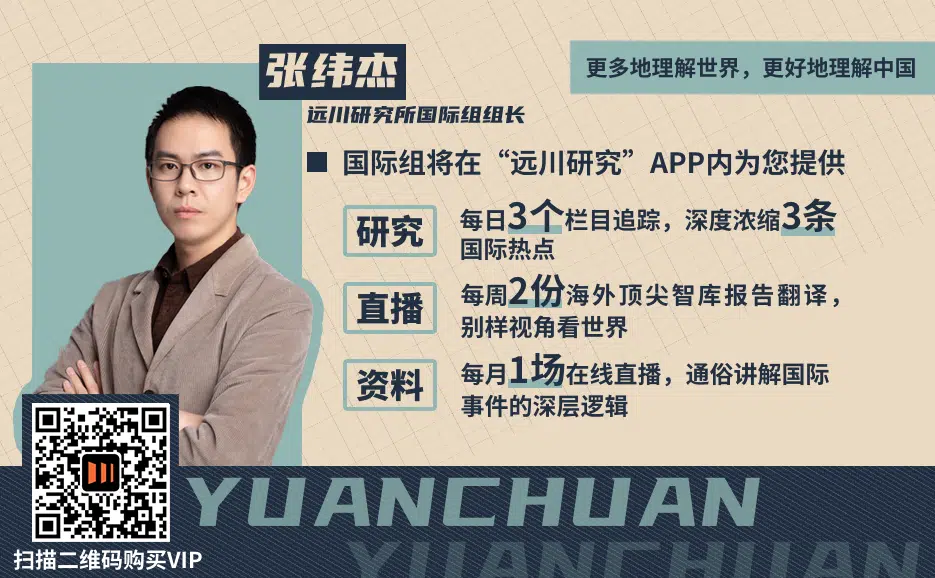 张纬杰
更多地理解世界，更好地理解中国
远川研究所国际组组长
国际组将在“远川研究”APP内为您提供
研究
每日3个栏目追踪，深度浓缩3条
国际热点
直播
每周2份海外顶尖智库报告翻译，
别样视角看世界
资料
每月1场在线直播，通俗讲解国际
事件的深层逻辑
YUANCHUAN
YUANCHUAN
扫描二维码购买VIP